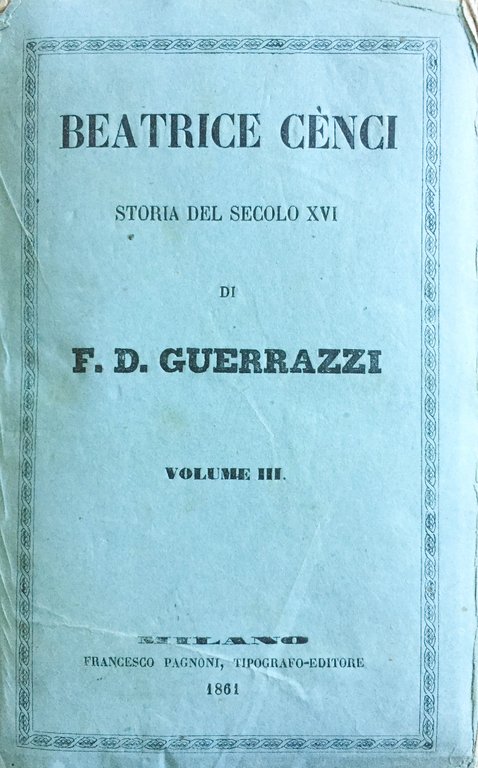 BEATRICE CÈNCI
STORIA DEL SECOLO XVI
DI
F. D. GUERRAZZI
VOLUME III.
MILANO
FRANCESCO PAGNONI, TIPOGRAFO-EDITORE
1861